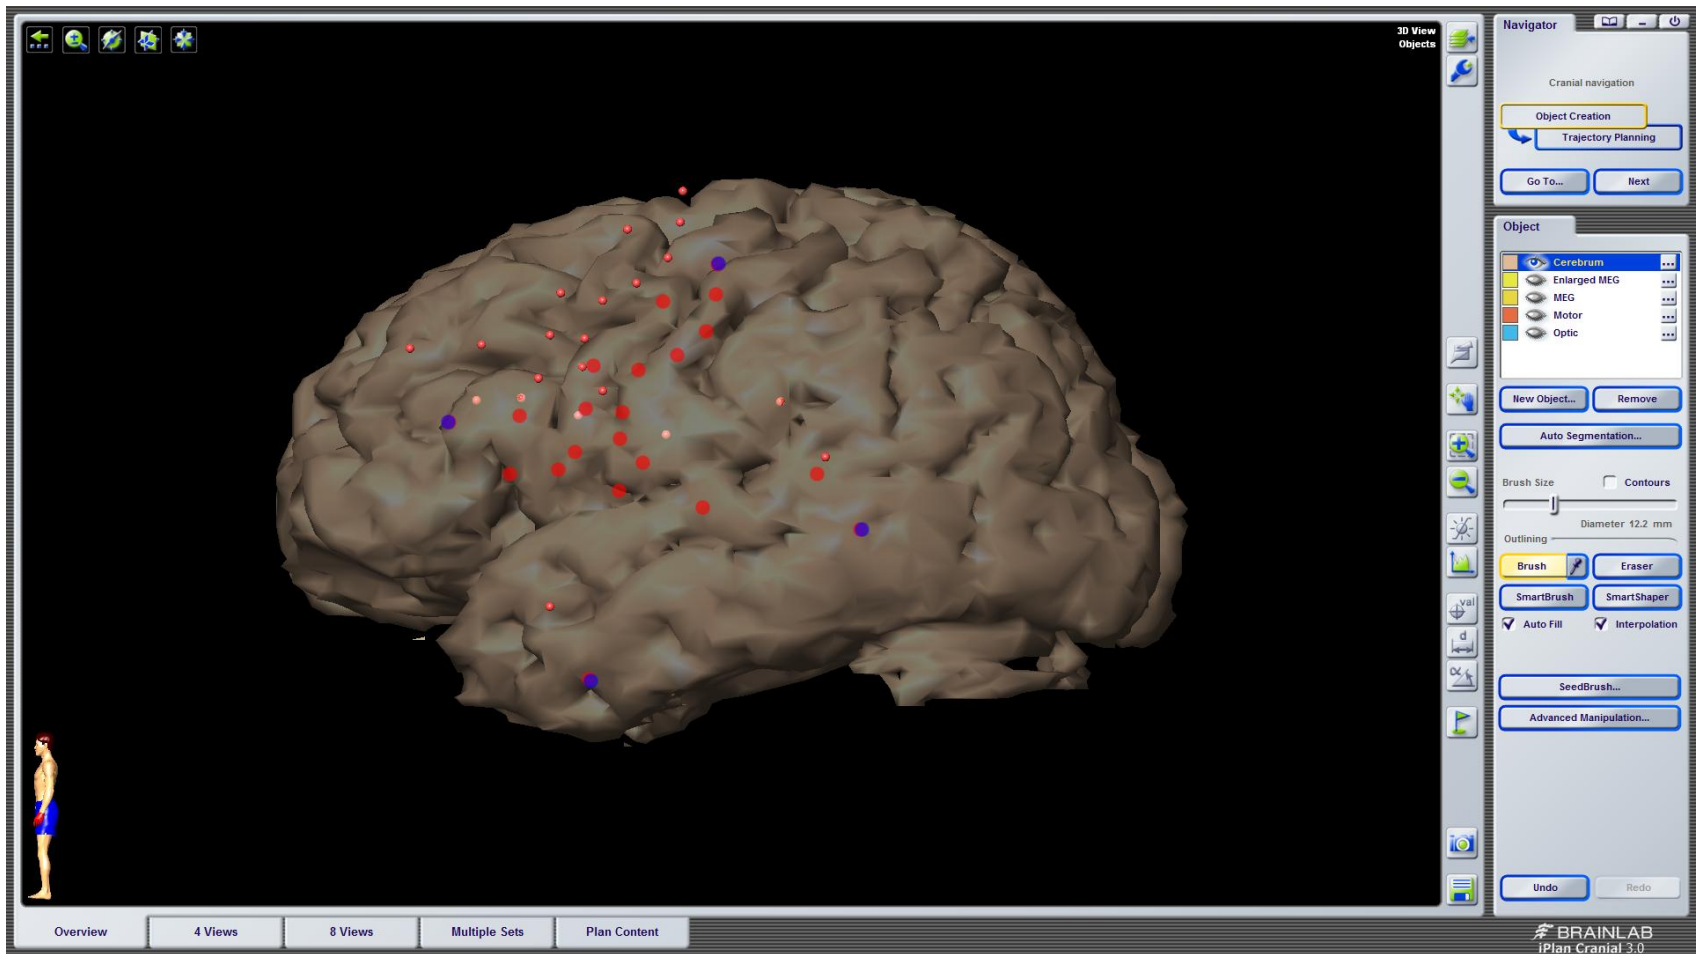 3D View
Objects
Navigator
Cranial navigation
Object Creation
Trajectory Planning
Go To...
Next
Object
Cerebrum
...
Enlarged MEG
...
MEG
...
Motor
...
Optic
...
New Object...
Remove
Auto Segmentation...
Brush Size
Contours
Diameter 12.2 mm
Outlining
Brush
Eraser
SmartBrush
SmartShaper
Auto Fill
Interpolation
SeedBrush...
Advanced Manipulation...
Undo
Redo
val
d
α
Overview
4 Views
8 Views
Multiple Sets
Plan Content
BRAINLAB
iPlan Cranial 3.0